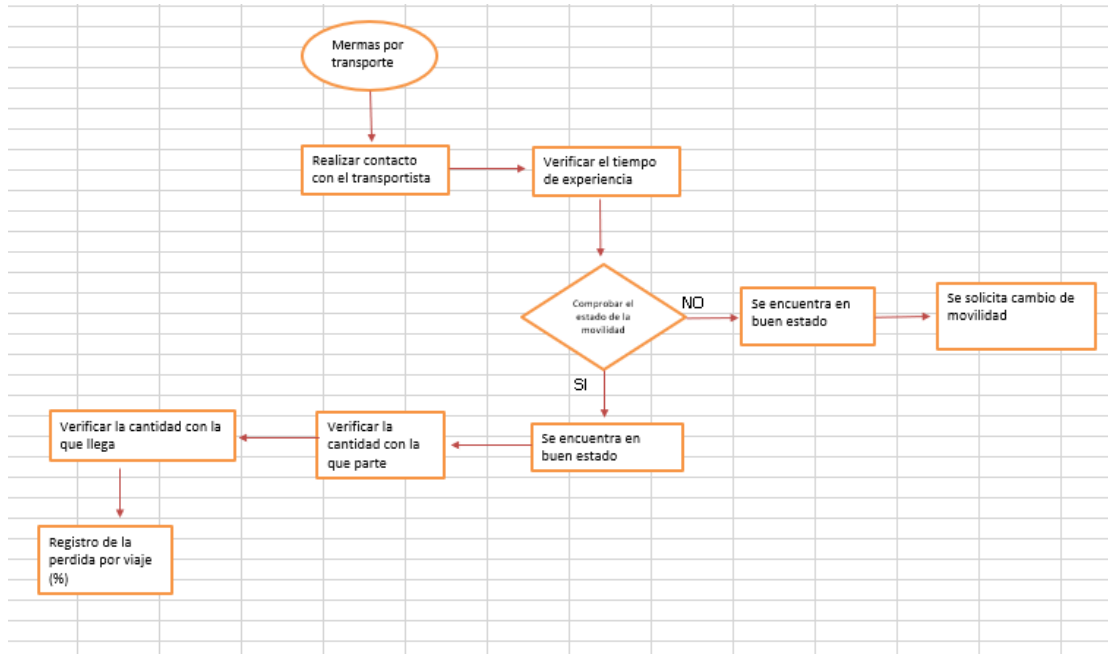 Mermas por
transporte
Realizar contacto
con el transportista
Verificar el tiempo
de experiencia
Comprobar el
estado de la
movilidad
NO
Se encuentra en
buen estado
Se solicita cambio de
movilidad
SI
Se encuentra en
buen estado
Verificar la
cantidad con la
que parte
Verificar la cantidad con la
que llega
Registro de la
perdida por viaje
(%)